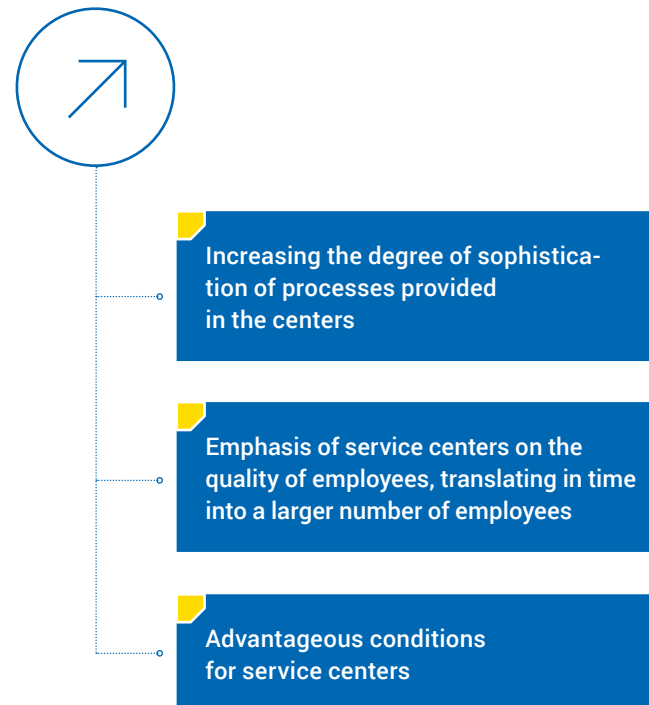 Increasing the degree of sophistica-
tion of processes provided
in the centers
Emphasis of service centers on the
quality of employees, translating in time
into a larger number of employees
Advantageous conditions
for service centers